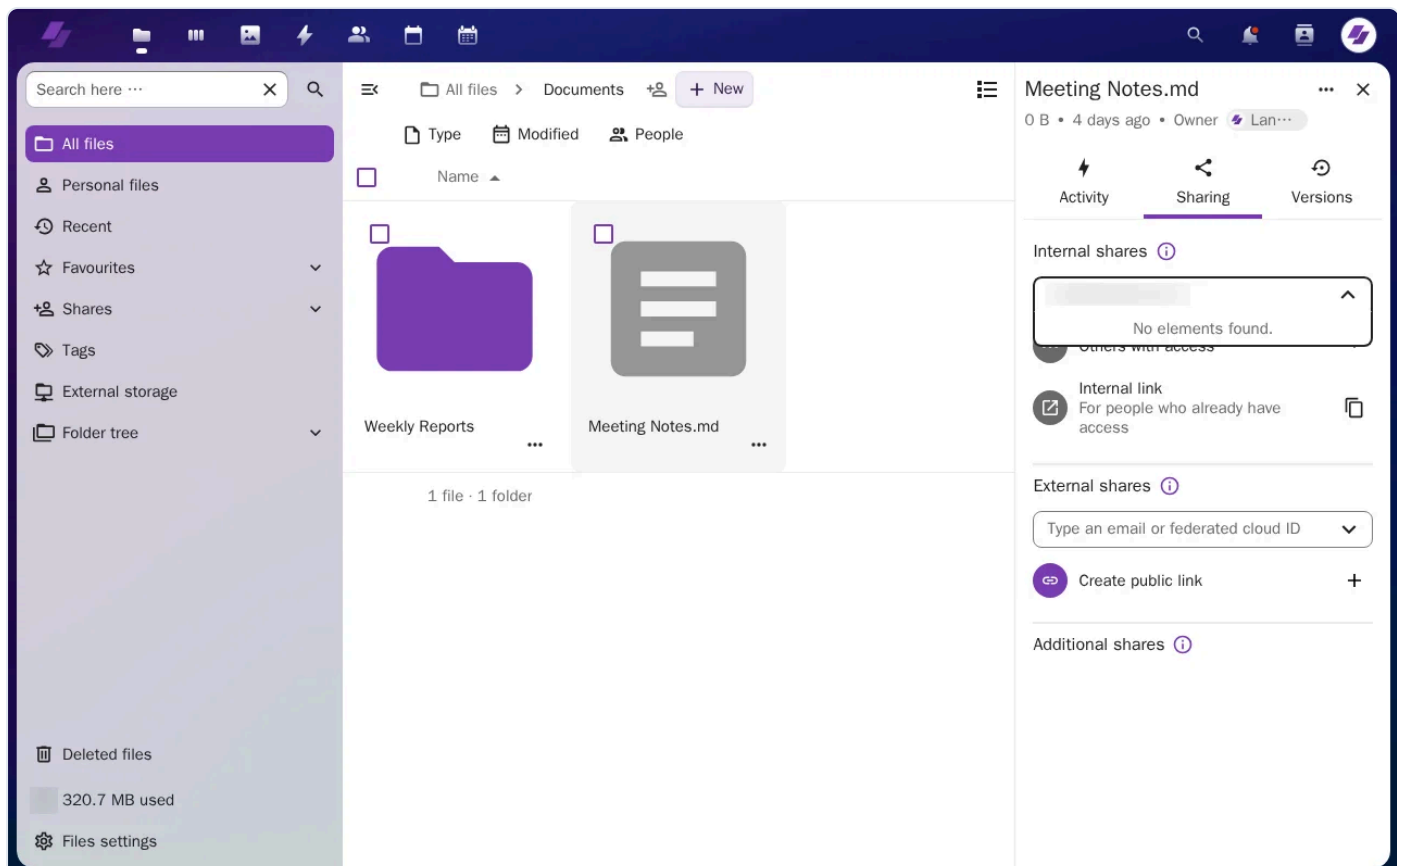 Search here ⋯
All files
Personal files
Recent
Favourites
Shares
Tags
External storage
Folder tree
Deleted files
320.7 MB used
Files settings
All files > Documents
+ New
Type Modified People
Name
Weekly Reports
•••
Meeting Notes.md
•••
1 file · 1 folder
Meeting Notes.md •••
0 B • 4 days ago • Owner Lan⋯
Activity Sharing Versions
Internal shares
No elements found.
Others with access
Internal link
For people who already have
access
External shares
Type an email or federated cloud ID
Create public link +
Additional shares